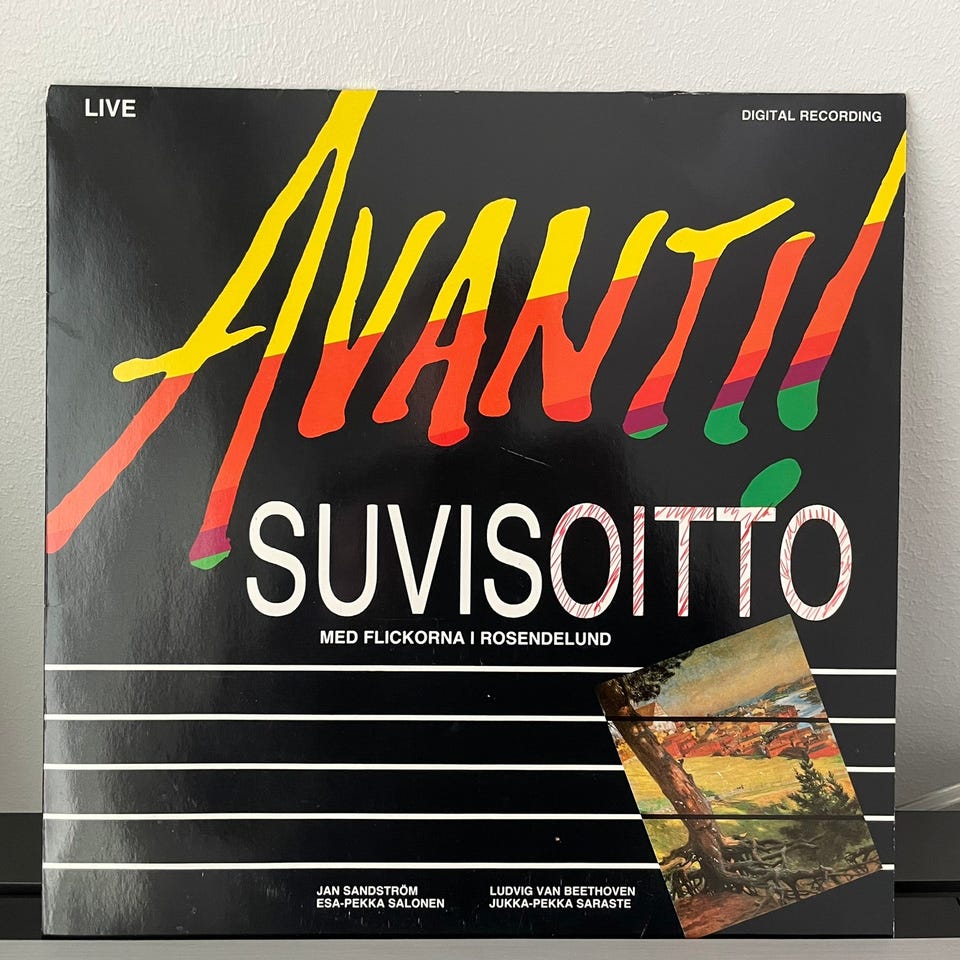 LIVE
DIGITAL RECORDING
AVANTI!
SUVISOITTO
MED FLICKORNA I ROSENDELUND
JAN SANDSTRÖM
ESA-PEKKA SALONEN
LUDVIG VAN BEETHOVEN
JUKKA-PEKKA SARASTE